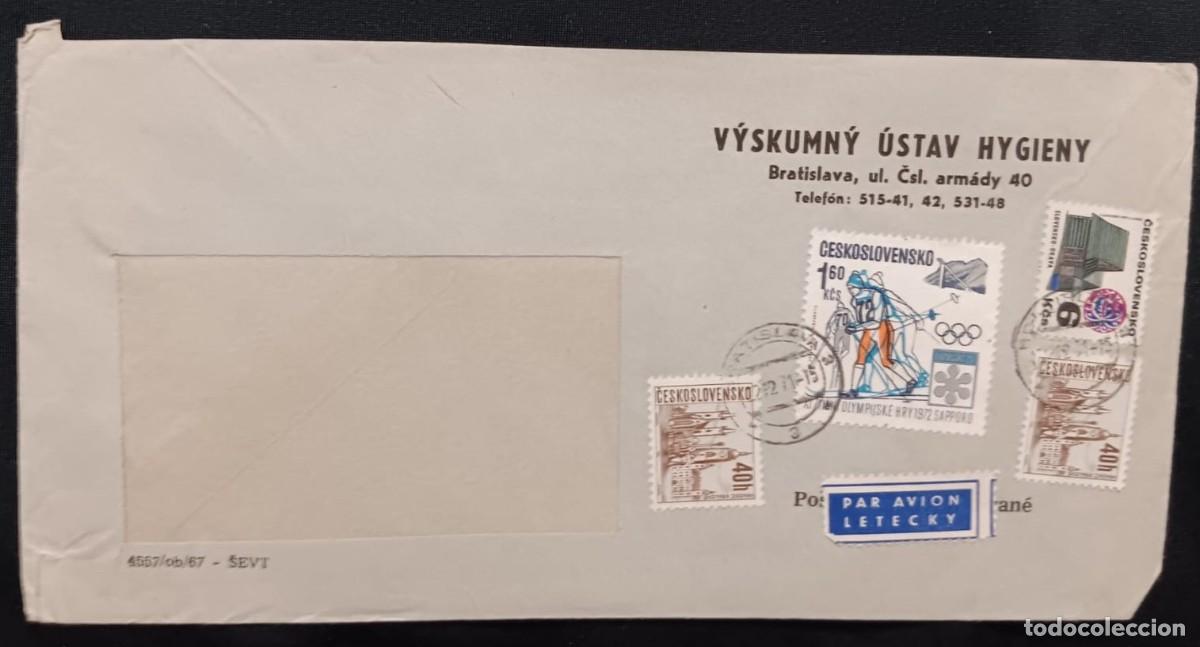 VÝSKUMNÝ ÚSTAV HYGIENY
Bratislava, ul. Čsl. armády 40
Telefón: 515-41, 42, 531-48
ČESKOSLOVENSKO
1 60
KČS
72
OLYMPIJSKÉ HRY 1972 SAPPORO
ČESKOSLOVENSKO
6
KČS
ČESKOSLOVENSKO
40h
ČESKOSLOVENSKO
40h
PAR AVION
LETECKY
4557/ob/67 - ŠEVT
todocoleccion